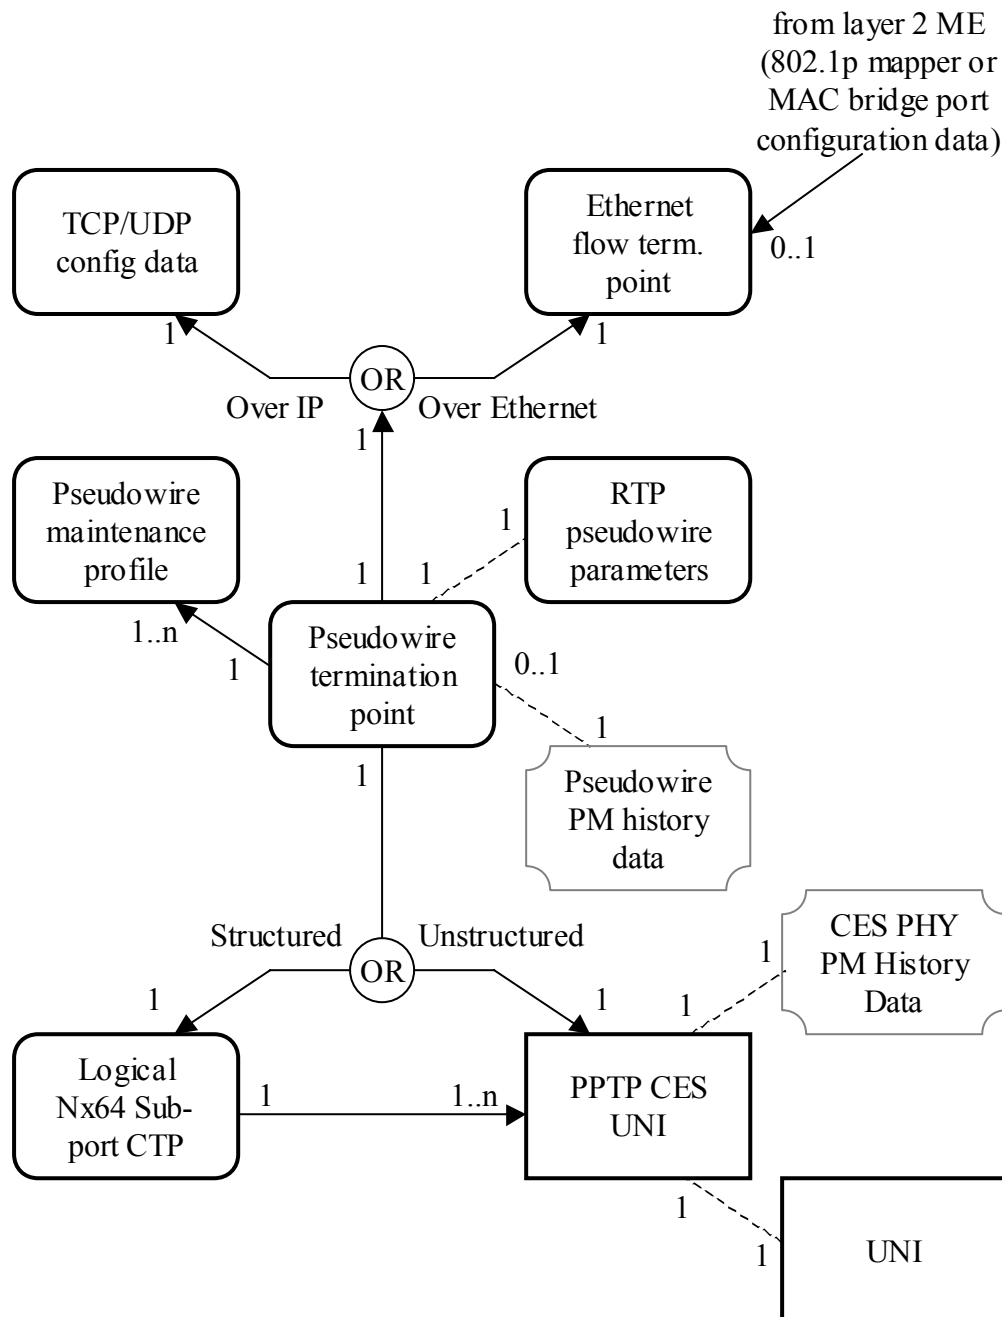 from layer 2 ME
(802.1p mapper or
MAC bridge port
configuration data)
TCP/UDP
config data
Ethernet
flow term.
point
0..1
1
1
OR
Over IP
Over Ethernet
1
Pseudowire
maintenance
profile
RTP
pseudowire
parameters
1
1
1
1..n
1
Pseudowire
termination
point
0..1
1
1
Pseudowire
PM history
data
Structured
Unstructured
OR
CES PHY
PM History
Data
1
1
1
1
Logical
Nx64 Sub-
port CTP
1
1..n
PPTP CES
UNI
1
1
UNI